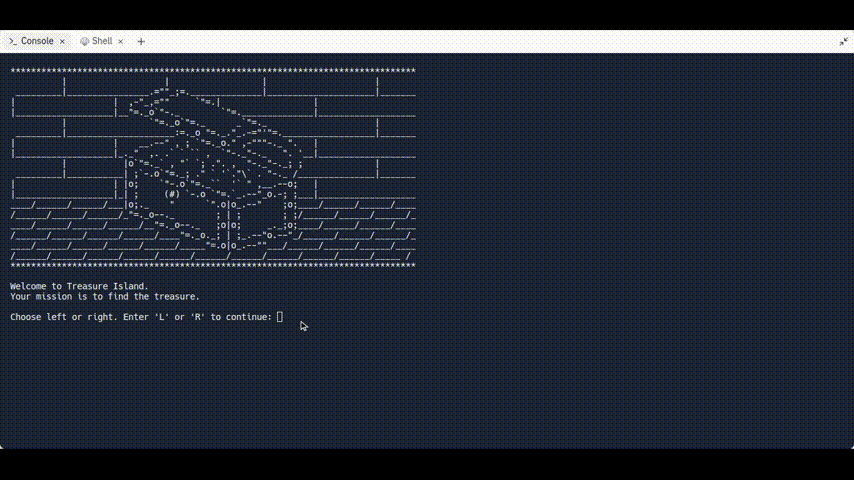 Console
Shell
Welcome to Treasure Island.
Your mission is to find the treasure.
Choose left or right. Enter 'L' or 'R' to continue: